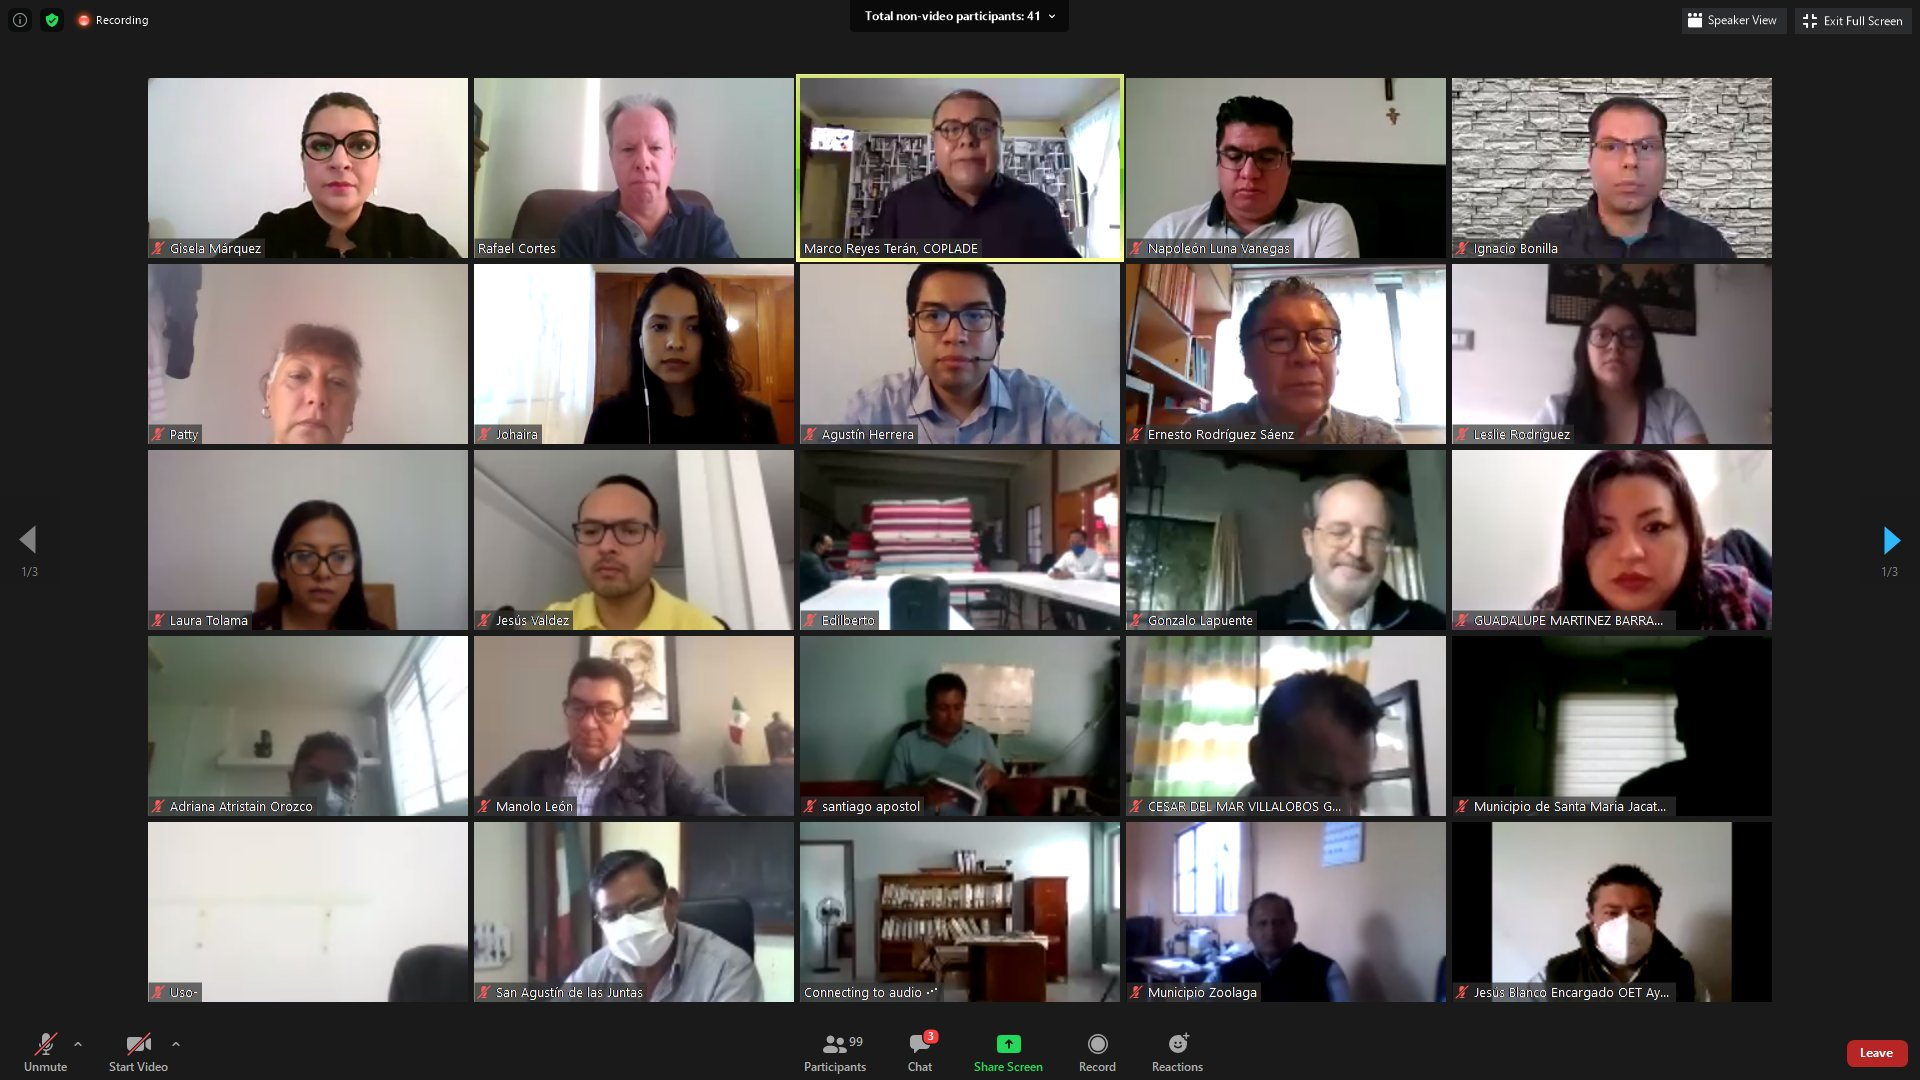 Recording
Total non-video participants: 41
Speaker View
Exit Full Screen
Gisela Márquez
Rafael Cortes
Marco Reyes Terán, COPLADE
Napoleón Luna Vanegas
Ignacio Bonilla
Patty
Johaira
Agustín Herrera
Ernesto Rodríguez Sáenz
Leslie Rodríguez
1/3
1/3
Laura Tolama
Jesús Valdez
Edilberto
Gonzalo Lapuente
GUADALUPE MARTINEZ BARRA...
Adriana Atristain Orozco
Manolo León
santiago apostol
CESAR DEL MAR VILLALOBOS G...
Municipio de Santa Maria Jacat...
Uso-
San Agustín de las Juntas
Connecting to audio
Municipio Zoolaga
Jesús Blanco Encargado OET Ay...
Unmute
Start Video
99
Participants
3
Chat
Share Screen
Record
Reactions
Leave